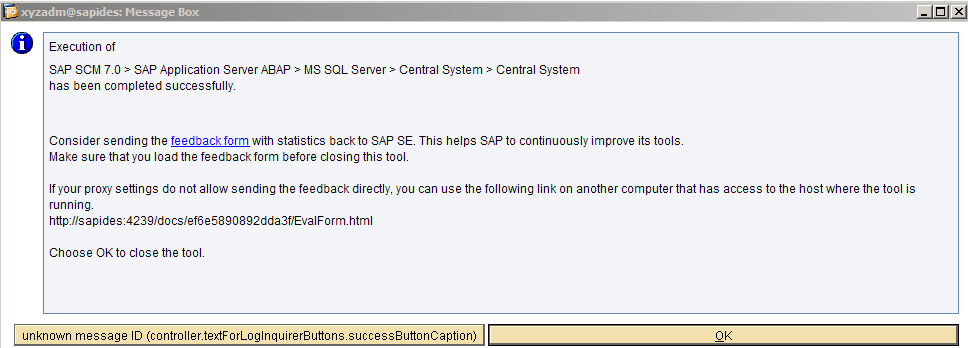 xyzadm@sapides: Message Box
Execution of
SAP SCM 7.0 > SAP Application Server ABAP > MS SQL Server > Central System > Central System
has been completed successfully.
Consider sending the feedback form with statistics back to SAP SE. This helps SAP to continuously improve its tools.
Make sure that you load the feedback form before closing this tool.
If your proxy settings do not allow sending the feedback directly, you can use the following link on another computer that has access to the host where the tool is
running.
http://sapides:4239/docs/ef6e5890892dda3f/EvalForm.html
Choose OK to close the tool.
unknown message ID (controller.textForLogInquirerButtons.successButtonCaption)
OK